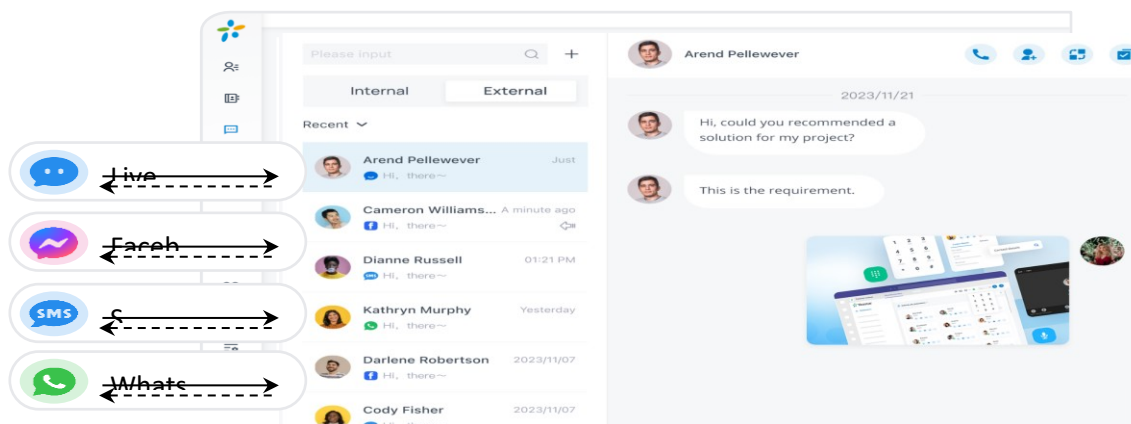 Please input
Internal
External
Recent
Arend Pellewever
Just
Hi, there~
Cameron Williams...
A minute ago
Hi, there~
Dianne Russell
01:21 PM
Hi, there~
Kathryn Murphy
Yesterday
Hi, there~
Darlene Robertson
2023/11/07
Hi, there~
Cody Fisher
2023/11/07
Arend Pellewever
2023/11/21
Hi, could you recommended a
solution for my project?
This is the requirement.
Live
Faceb
SMS
S
Whats